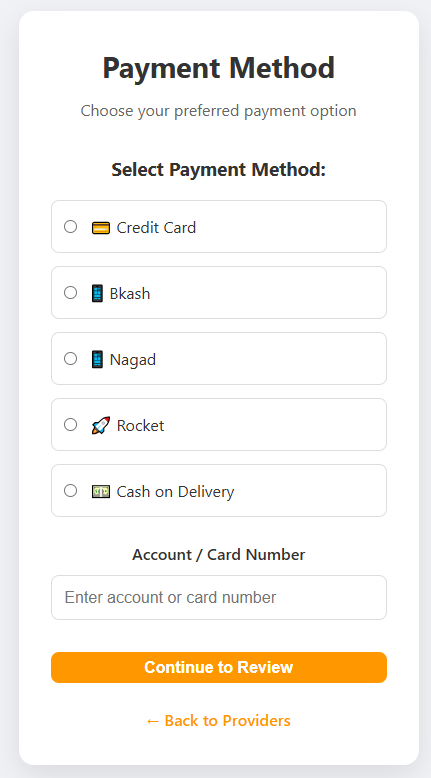 Payment Method
Choose your preferred payment option
Select Payment Method:
Credit Card
Bkash
Nagad
Rocket
Cash on Delivery
Account / Card Number
Enter account or card number
Continue to Review
← Back to Providers